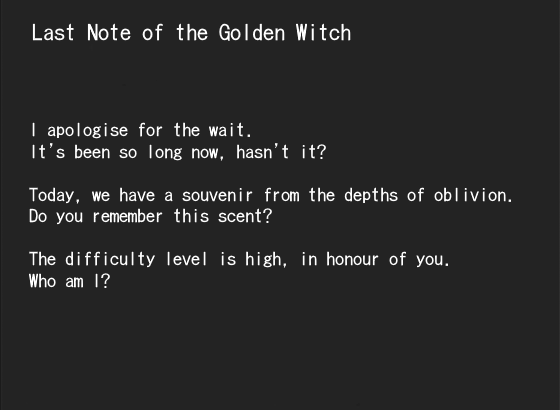 Last Note of the Golden Witch
I apologise for the wait.
It's been so long now, hasn't it?
Today, we have a souvenir from the depths of oblivion.
Do you remember this scent?
The difficulty level is high, in honour of you.
Who am I?